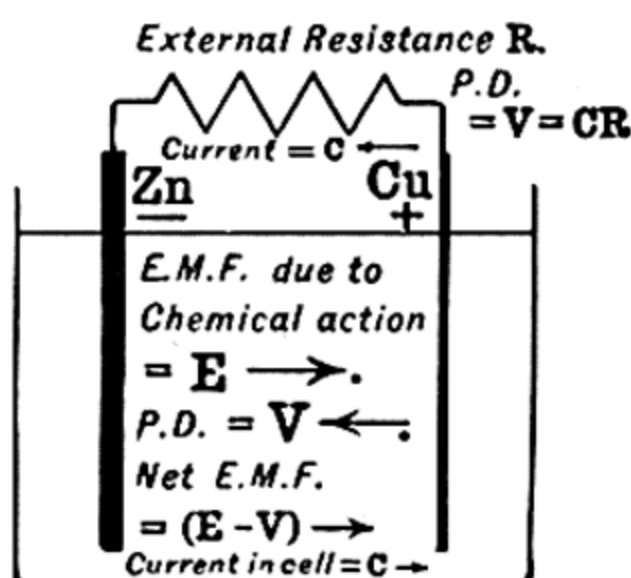 External Resistance R.
P.D.
= V = CR
Current = C ←
Zn Cu
− +
E.M.F. due to
Chemical action
= E ⟶.
P.D. = V ⟵.
Net E.M.F.
= (E - V) →
Current in cell = C →